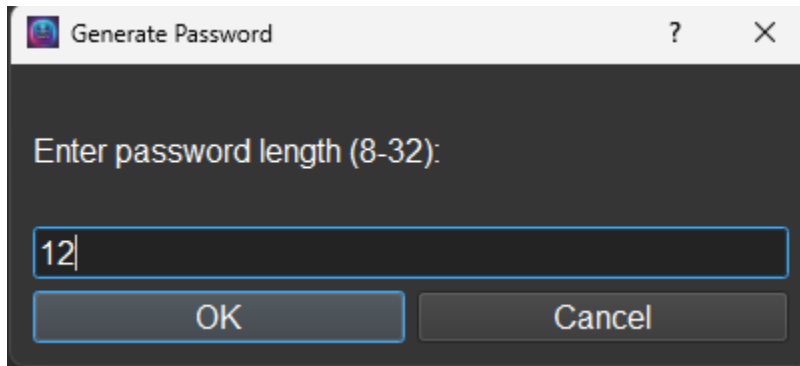 Generate Password
?
Enter password length (8-32):
12
OK
Cancel